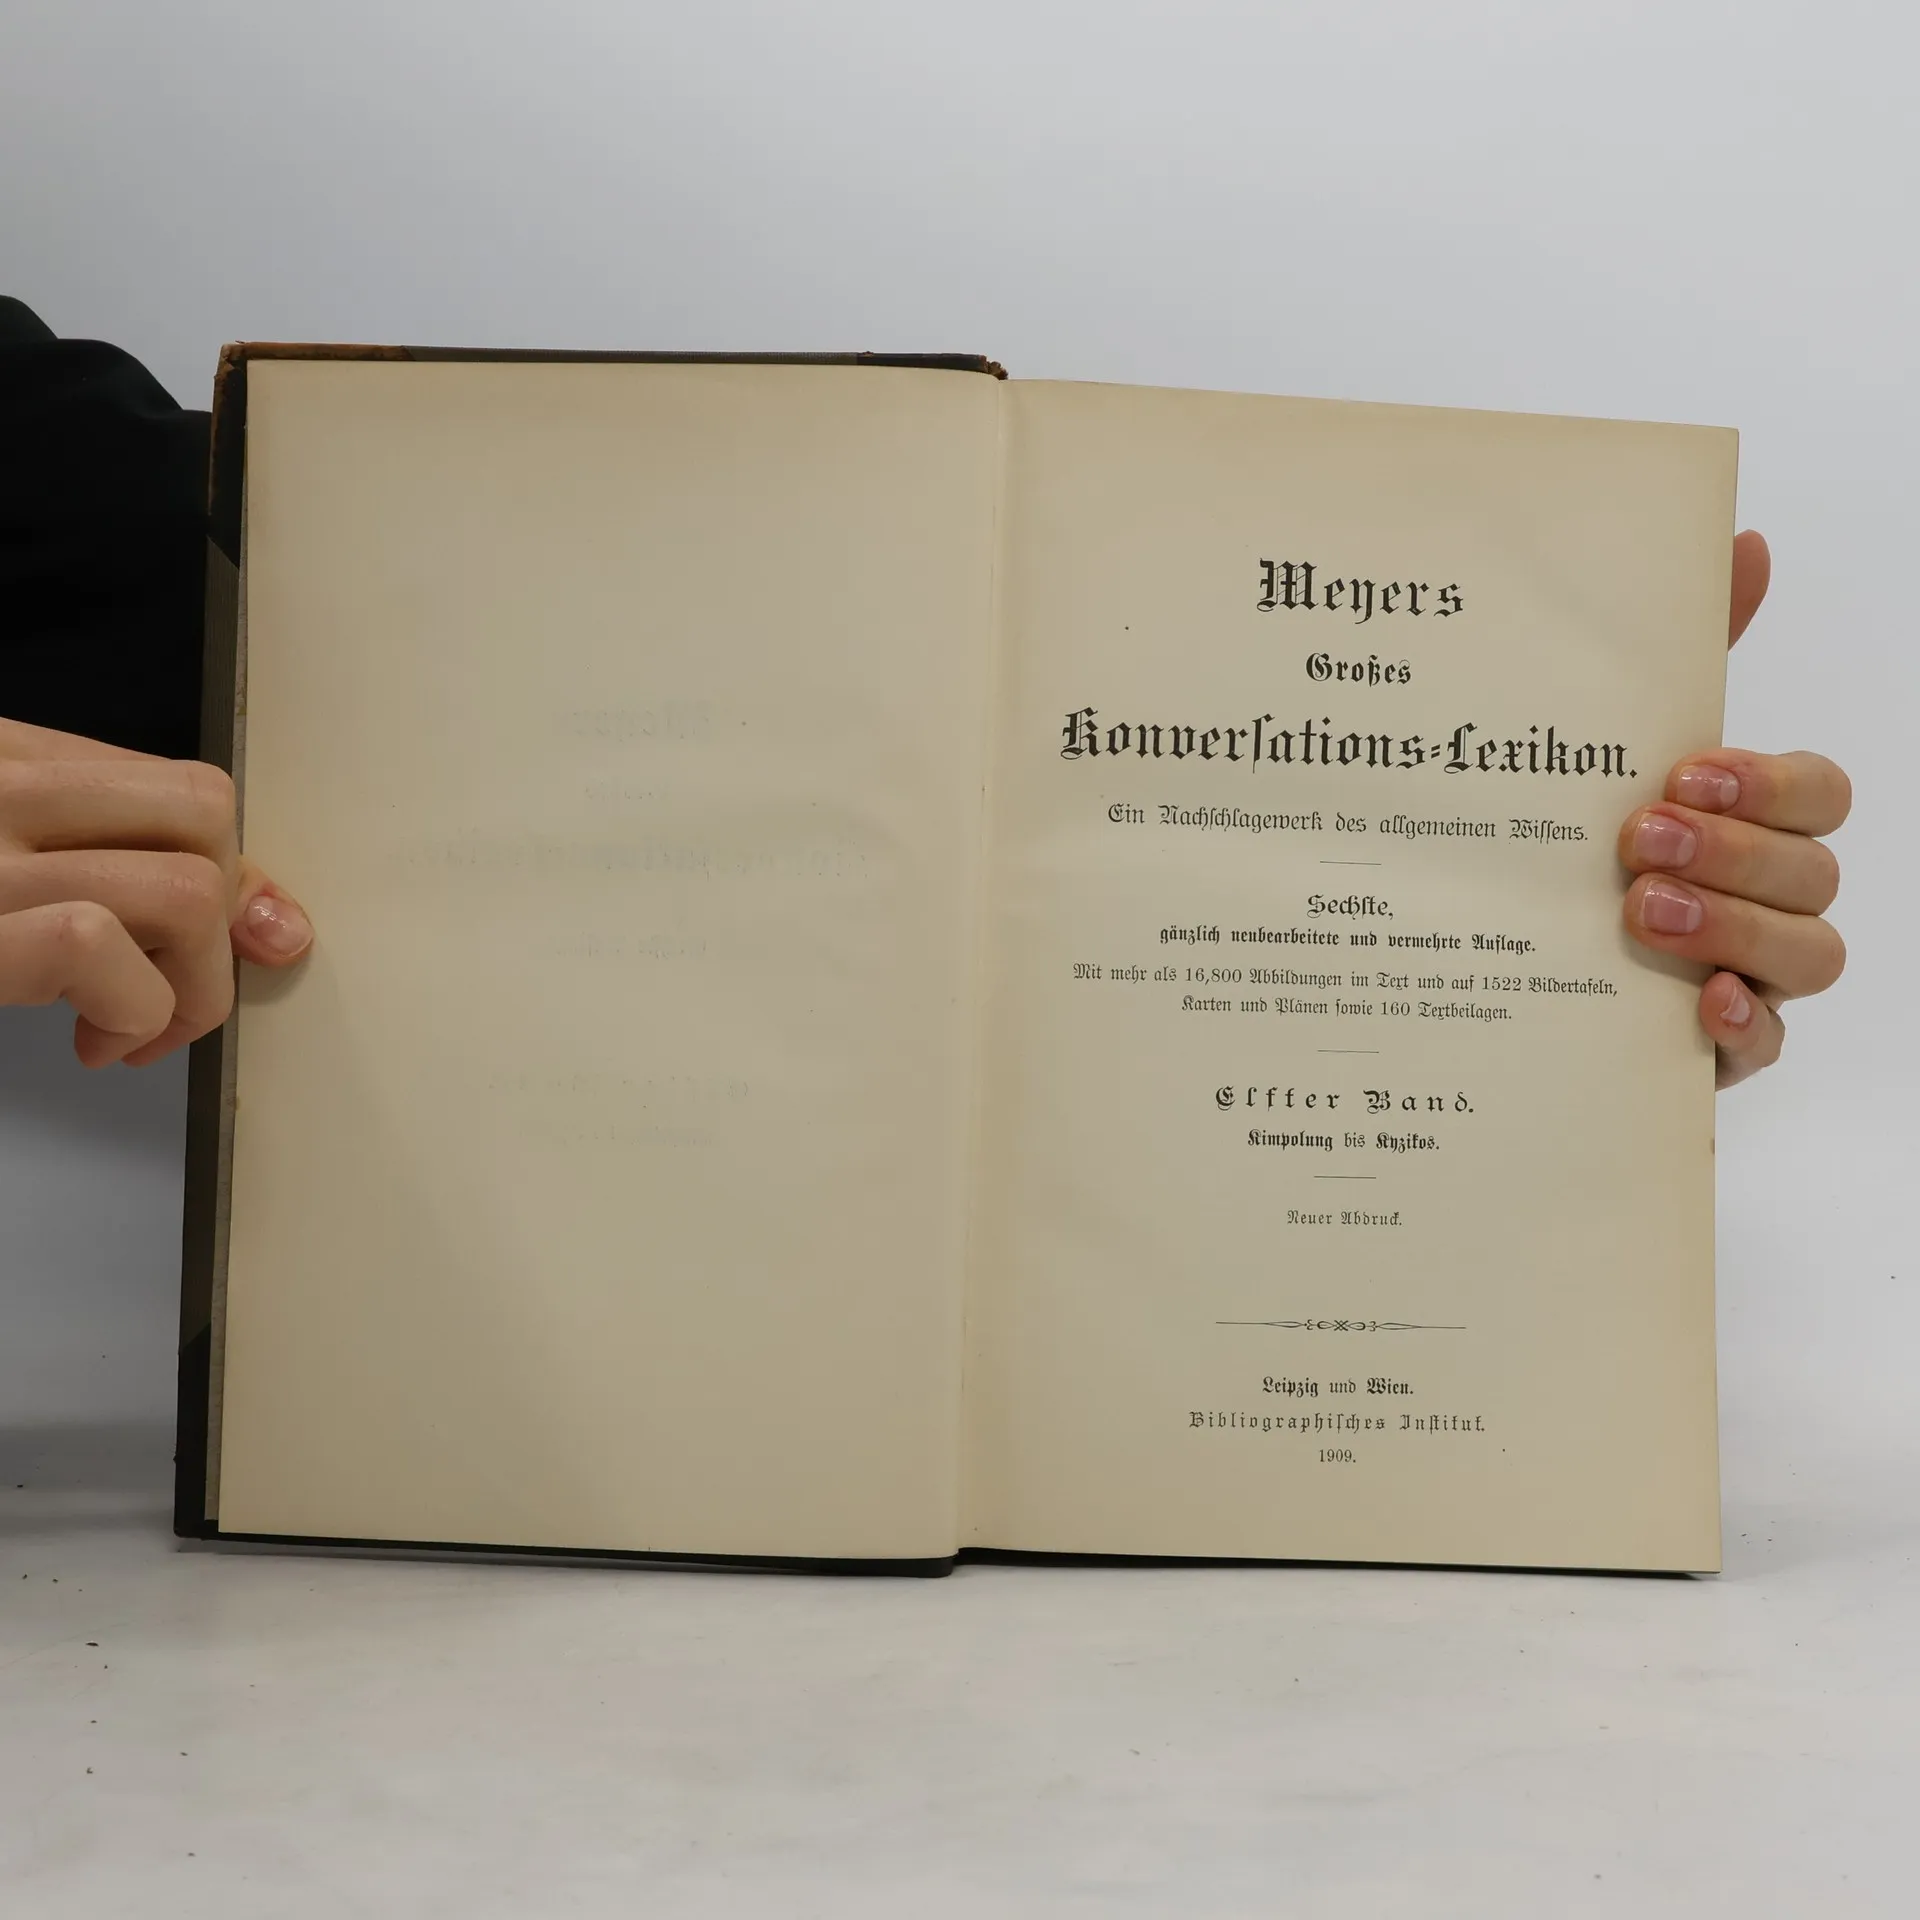 Meyers
Großes
Konverſations-Lexikon.
Ein Nachſchlagewerk des allgemeinen Wiſſens.
Sechſte,
gänzlich neubearbeitete und vermehrte Auflage.
Mit mehr als 16,800 Abbildungen im Text und auf 1522 Bildertafeln,
Karten und Plänen ſowie 160 Textbeilagen.
Elfter Band.
Kimpolung bis Kyzikos.
Neuer Abdruck.
Leipzig und Wien.
Bibliographiſches Inſtitut.
1909.